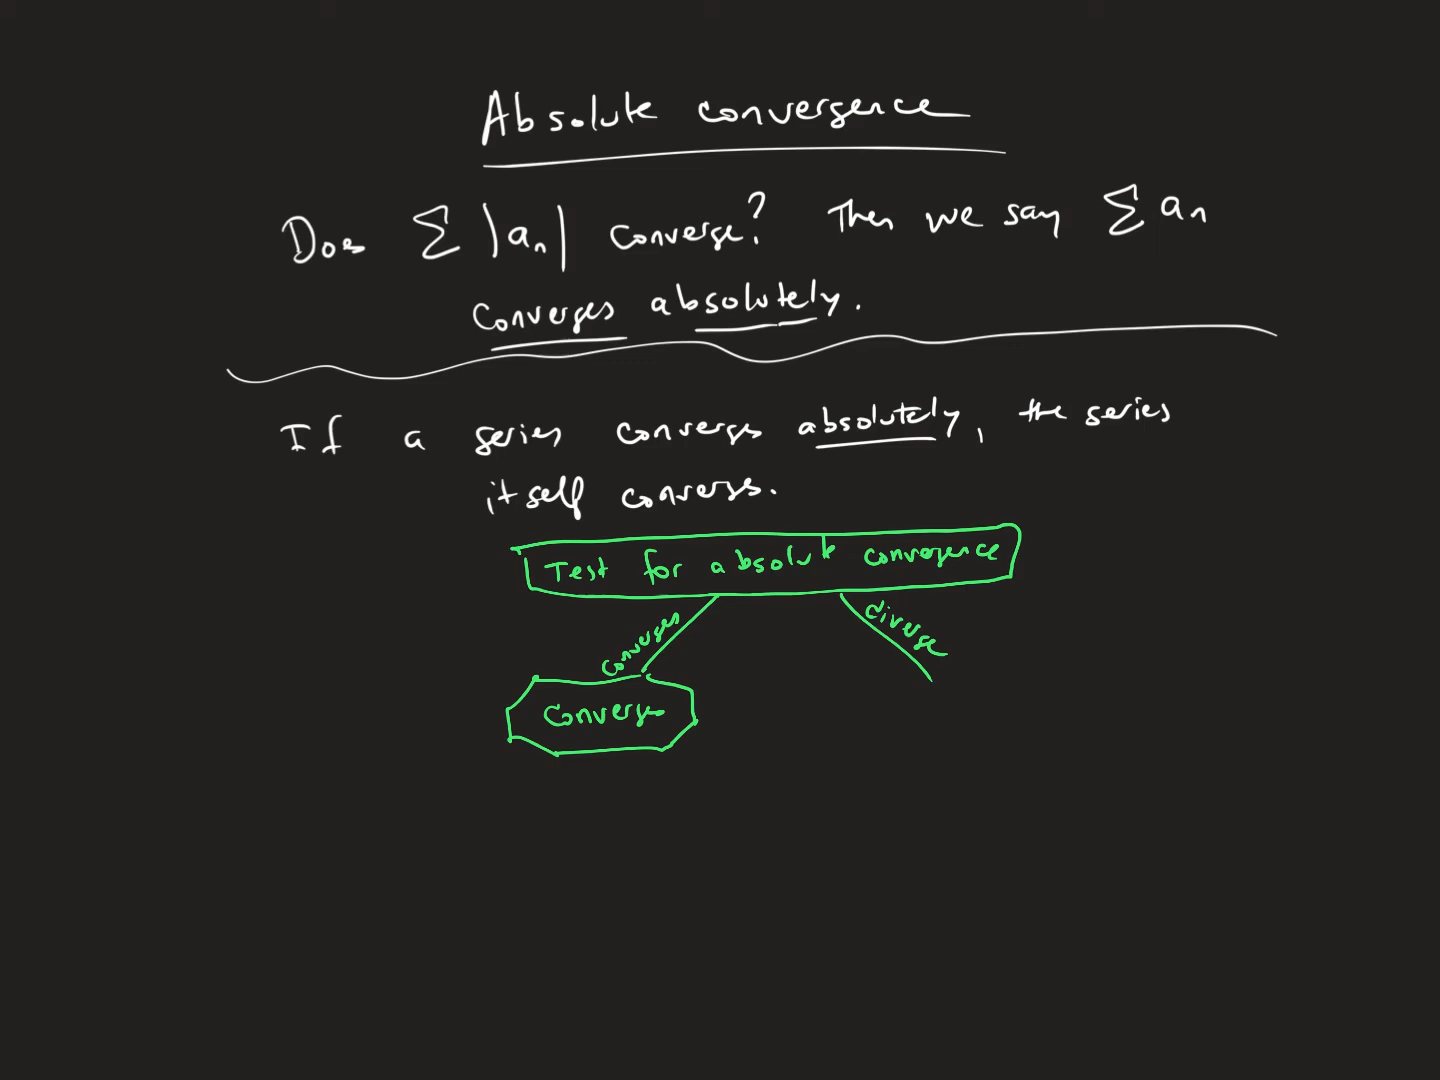 Absolute convergence
Does Σ |aₙ| converge? Then we say Σ aₙ
converges absolutely.
If a series converges absolutely, the series
itself converges.
Test for absolute convergence
converges
diverge
Converges